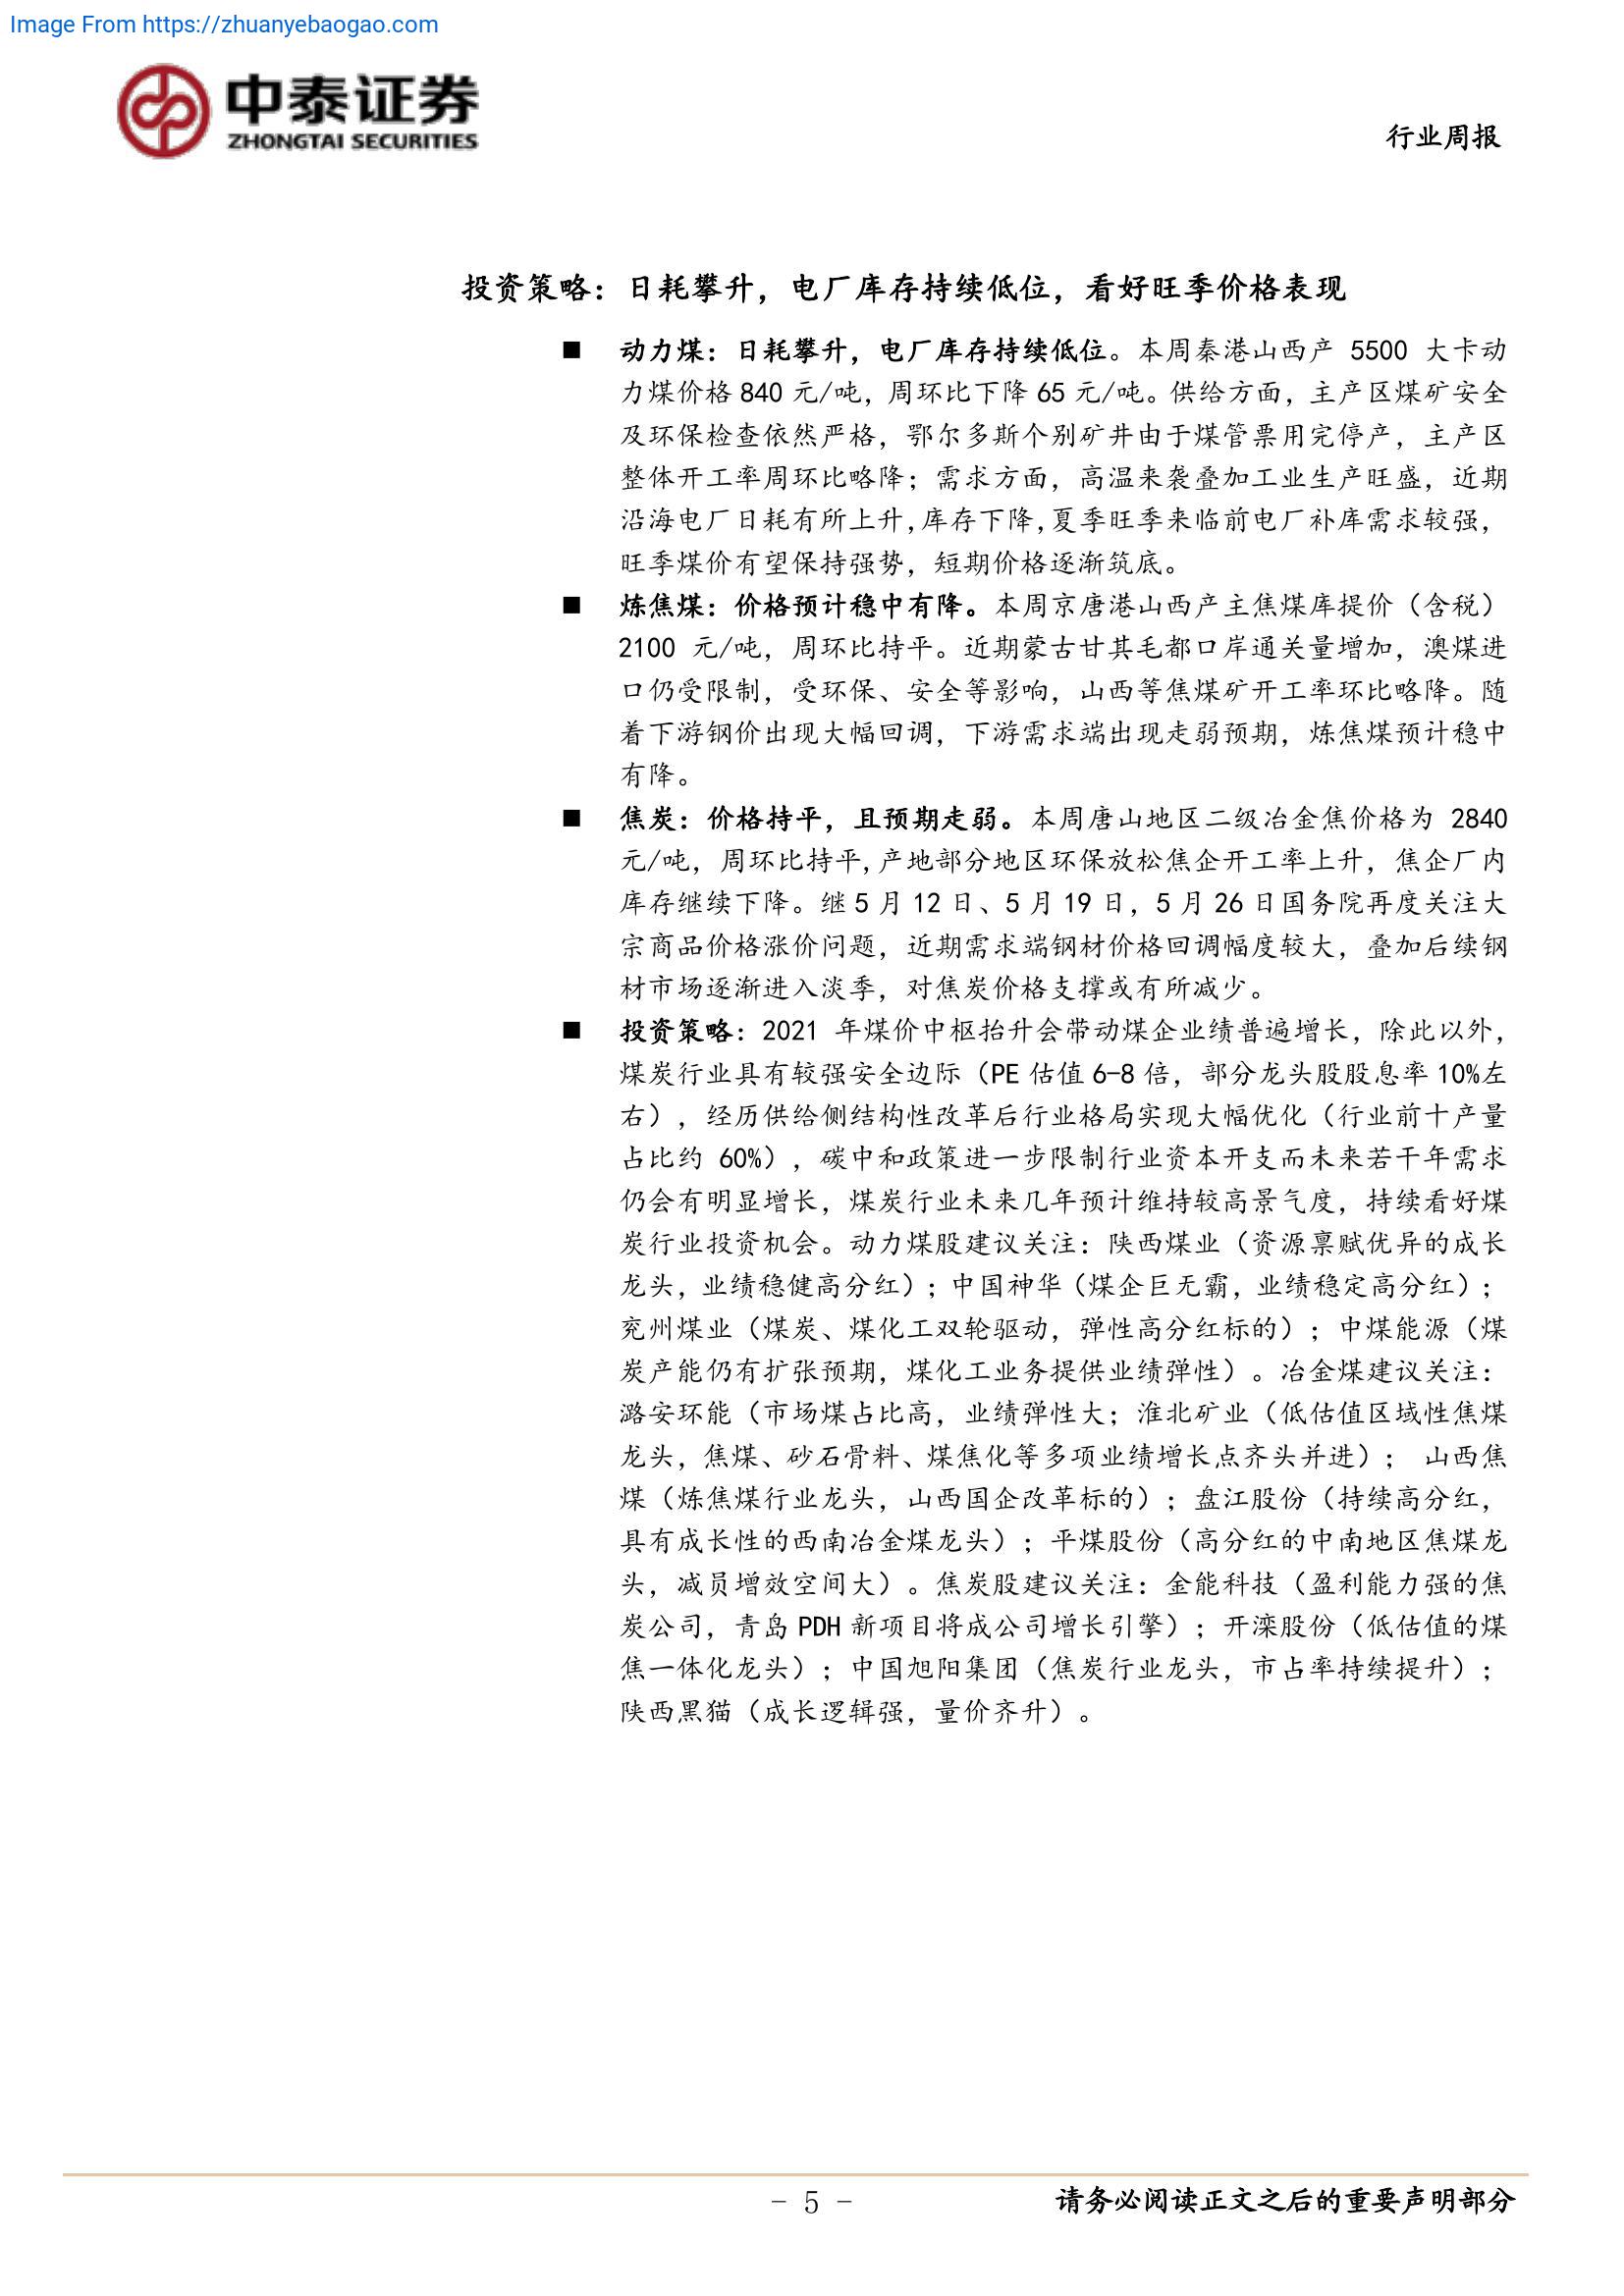 Image From https://zhuanyebaogao.com
中泰证券
ZHONGTAI SECURITIES
行业周报
投资策略：日耗攀升，电厂库存持续低位，看好旺季价格表现
■ 动力煤：日耗攀升，电厂库存持续低位。本周秦港山西产 5500 大卡动
力煤价格 840 元/吨，周环比下降 65 元/吨。供给方面，主产区煤矿安全
及环保检查依然严格，鄂尔多斯个别矿井由于煤管票用完停产，主产区
整体开工率周环比略降；需求方面，高温来袭叠加工业生产旺盛，近期
沿海电厂日耗有所上升,库存下降,夏季旺季来临前电厂补库需求较强，
旺季煤价有望保持强势，短期价格逐渐筑底。
■ 炼焦煤：价格预计稳中有降。本周京唐港山西产主焦煤库提价（含税）
2100 元/吨，周环比持平。近期蒙古甘其毛都口岸通关量增加，澳煤进
口仍受限制，受环保、安全等影响，山西等焦煤矿开工率环比略降。随
着下游钢价出现大幅回调，下游需求端出现走弱预期，炼焦煤预计稳中
有降。
■ 焦炭：价格持平，且预期走弱。本周唐山地区二级冶金焦价格为 2840
元/吨，周环比持平,产地部分地区环保放松焦企开工率上升，焦企厂内
库存继续下降。继 5 月 12 日、5 月 19 日，5 月 26 日国务院再度关注大
宗商品价格涨价问题，近期需求端钢材价格回调幅度较大，叠加后续钢
材市场逐渐进入淡季，对焦炭价格支撑或有所减少。
■ 投资策略：2021 年煤价中枢抬升会带动煤企业绩普遍增长，除此以外，
煤炭行业具有较强安全边际（PE 估值 6-8 倍，部分龙头股股息率 10%左
右），经历供给侧结构性改革后行业格局实现大幅优化（行业前十产量
占比约 60%），碳中和政策进一步限制行业资本开支而未来若干年需求
仍会有明显增长，煤炭行业未来几年预计维持较高景气度，持续看好煤
炭行业投资机会。动力煤股建议关注：陕西煤业（资源禀赋优异的成长
龙头，业绩稳健高分红）；中国神华（煤企巨无霸，业绩稳定高分红）；
兖州煤业（煤炭、煤化工双轮驱动，弹性高分红标的）；中煤能源（煤
炭产能仍有扩张预期，煤化工业务提供业绩弹性）。冶金煤建议关注：
潞安环能（市场煤占比高，业绩弹性大；淮北矿业（低估值区域性焦煤
龙头，焦煤、砂石骨料、煤焦化等多项业绩增长点齐头并进）； 山西焦
煤（炼焦煤行业龙头，山西国企改革标的）；盘江股份（持续高分红，
具有成长性的西南冶金煤龙头）；平煤股份（高分红的中南地区焦煤龙
头，减员增效空间大）。焦炭股建议关注：金能科技（盈利能力强的焦
炭公司，青岛 PDH 新项目将成公司增长引擎）；开滦股份（低估值的煤
焦一体化龙头）；中国旭阳集团（焦炭行业龙头，市占率持续提升）；
陕西黑猫（成长逻辑强，量价齐升）。
- 5 -
请务必阅读正文之后的重要声明部分